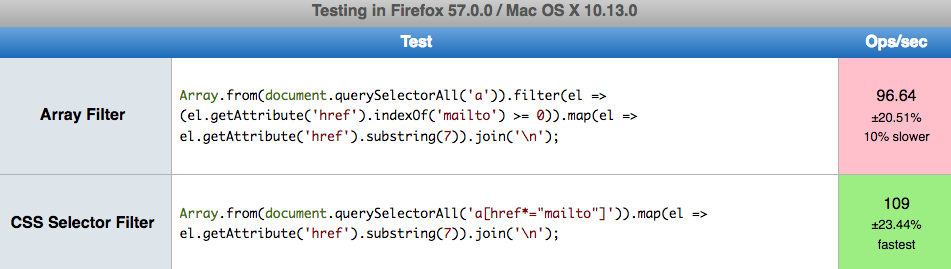 Testing in Firefox 57.0.0 / Mac OS X 10.13.0
Test Ops/sec
Array Filter
Array.from(document.querySelectorAll('a')).filter(el =>
(el.getAttribute('href').indexOf('mailto') >= 0)).map(el =>
el.getAttribute('href').substring(7)).join('\n');
96.64
±20.51%
10% slower
CSS Selector Filter
Array.from(document.querySelectorAll('a[href*="mailto"]')).map(el =>
el.getAttribute('href').substring(7)).join('\n');
109
±23.44%
fastest